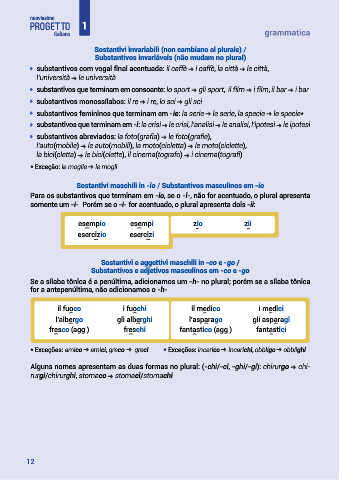 nuovissimo
PROGETTO
italiano
1
grammatica
Sostantivi invariabili (non cambiano al plurale) /
Substantivos invariáveis (não mudam no plural)
• substantivos com vogal final acentuada: il caffè → i caffè, la città → le città,
l'università → le università
• substantivos que terminam em consoante: lo sport → gli sport, il film → i film, il bar → i bar
• substantivos monossílabos: il re → i re, lo sci → gli sci
• substantivos femininos que terminam em -ie: la serie → le serie, la specie → le specie*
• substantivos que terminam em -i: la crisi → le crisi, l'analisi → le analisi, l'ipotesi → le ipotesi
• substantivos abreviados: la foto(grafia) → le foto(grafie),
l'auto(mobile) → le auto(mobili), la moto(cicletta) → le moto(ciclette),
la bici(cletta) → le bici(clette), il cinema(tografo) → i cinema(tografi)
* Exceção: la moglie → le mogli
Sostantivi maschili in -io / Substantivos masculinos em -io
Para os substantivos que terminam em -io, se o -i-, não for acentuado, o plural apresenta
somente um -i- Porém se o -i- for acentuado, o plural apresenta dois -ii:
esempio esempi zio zii
esercizio esercizi
Sostantivi e aggettivi maschili in -co e -go /
Substantivos e adjetivos masculinos em -co e -go
Se a sílaba tônica é a penúltima, adicionamos um -h- no plural; porém se a sílaba tônica
for a antepenúltima, não adicionamos o -h-
il fuoco i fuochi il medico i medici
l'albergo gli alberghi l'asparago gli asparagi
fresco (agg.) freschi fantastico (agg.) fantastici
* Exceções: amico → amici, greco → greci * Exceções: incarico → incarichi, obbligo → obblighi
Alguns nomes apresentam as duas formas no plural: (-chi/-ci, -ghi/-gi): chirurgo → chi-
rurgi/chirurghi, stomaco → stomaci/stomachi
12